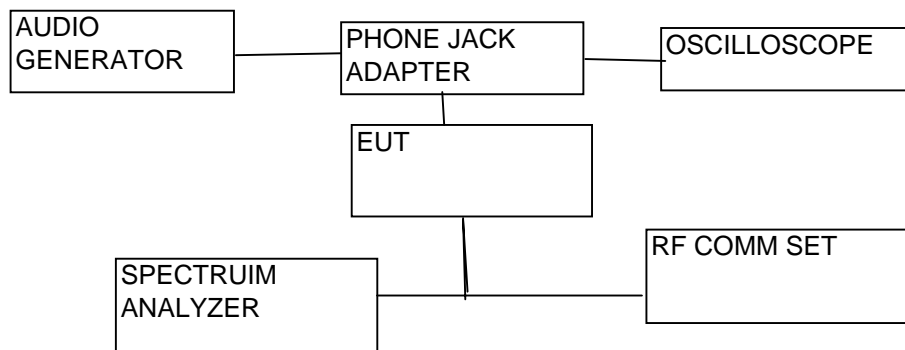 AUDIO
GENERATOR
PHONE JACK
ADAPTER
OSCILLOSCOPE
EUT
RF COMM SET
SPECTRUIM
ANALYZER